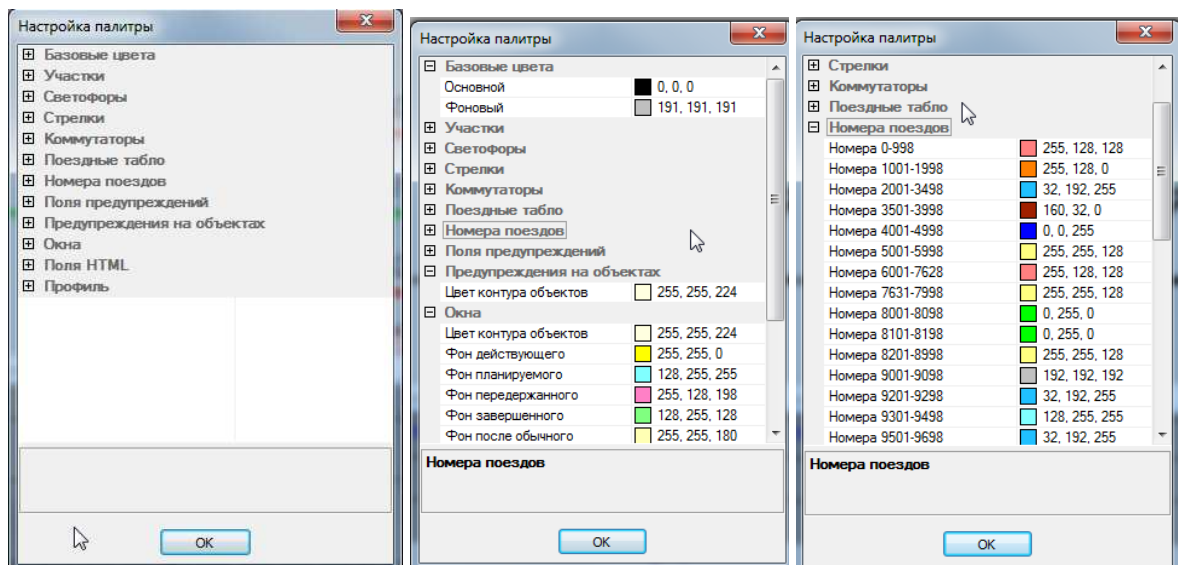 Настройка палитры
Базовые цвета
Участки
Светофоры
Стрелки
Коммутаторы
Поездные табло
Номера поездов
Поля предупреждений
Предупреждения на объектах
Окна
Поля HTML
Профиль
OK
Настройка палитры
Базовые цвета
Основной 0, 0, 0
Фоновый 191, 191, 191
Участки
Светофоры
Стрелки
Коммутаторы
Поездные табло
Номера поездов
Поля предупреждений
Предупреждения на объектах
Цвет контура объектов 255, 255, 224
Окна
Цвет контура объектов 255, 255, 224
Фон действующего 255, 255, 0
Фон планируемого 128, 255, 255
Фон передержанного 255, 128, 198
Фон завершенного 128, 255, 128
Фон после обычного 255, 255, 180
Номера поездов
OK
Настройка палитры
Стрелки
Коммутаторы
Поездные табло
Номера поездов
Номера 0-998 255, 128, 128
Номера 1001-1998 255, 128, 0
Номера 2001-3498 32, 192, 255
Номера 3501-3998 160, 32, 0
Номера 4001-4998 0, 0, 255
Номера 5001-5998 255, 255, 128
Номера 6001-7628 255, 128, 128
Номера 7631-7998 255, 255, 128
Номера 8001-8098 0, 255, 0
Номера 8101-8198 0, 255, 0
Номера 8201-8998 255, 255, 128
Номера 9001-9098 192, 192, 192
Номера 9201-9298 32, 192, 255
Номера 9301-9498 128, 255, 255
Номера 9501-9698 32, 192, 255
Номера поездов
OK